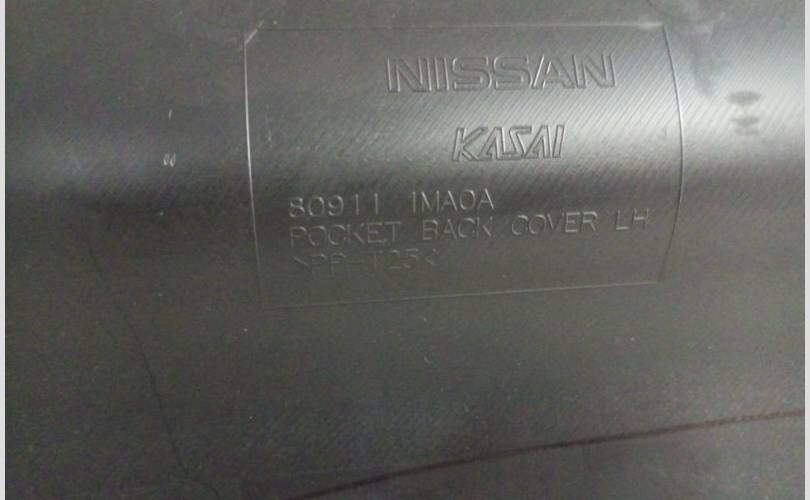 NISSAN
KASAI
80911 1MA0A
POCKET BACK COVER LH
>PP-T25<